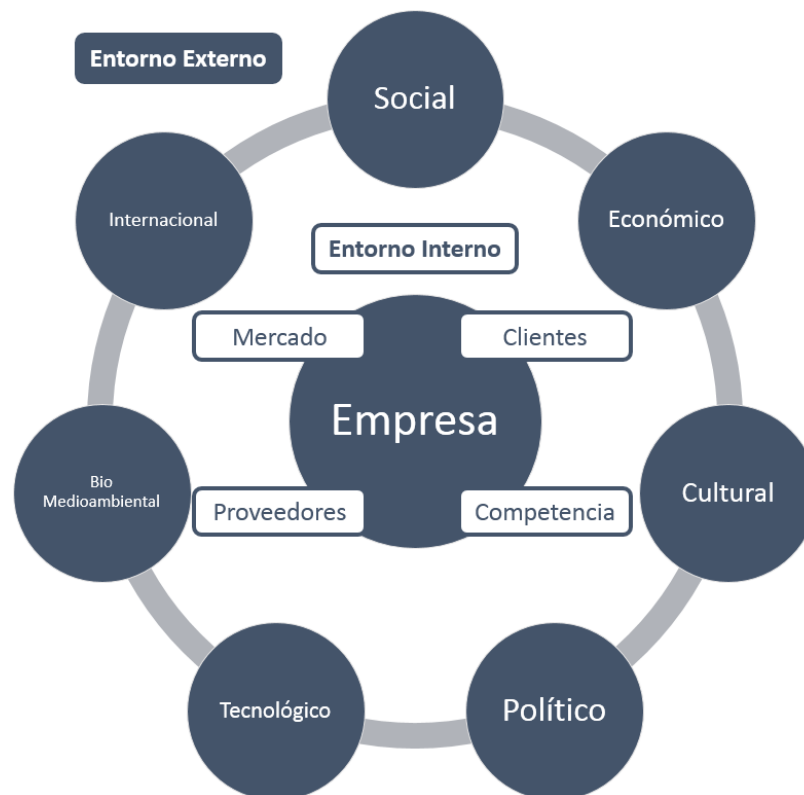 Entorno Externo
Social
Internacional
Económico
Entorno Interno
Mercado
Clientes
Empresa
Bio
Medioambiental
Cultural
Proveedores
Competencia
Tecnológico
Político